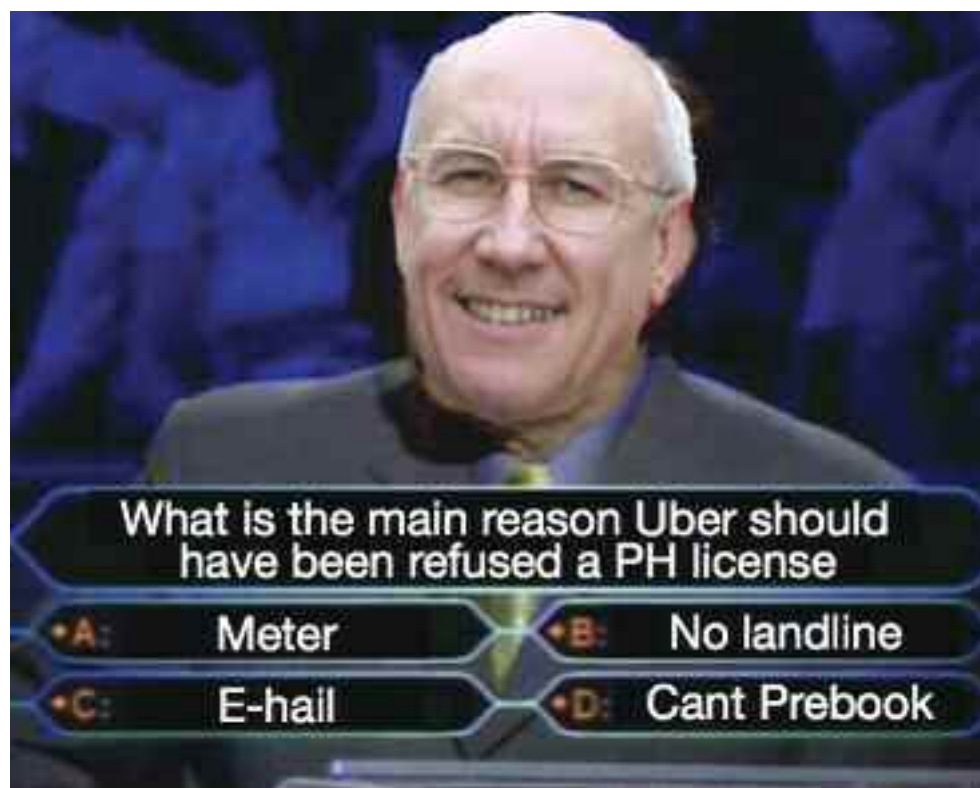 What is the main reason Uber should
have been refused a PH license
A: Meter
B: No landline
C: E-hail
D: Cant Prebook